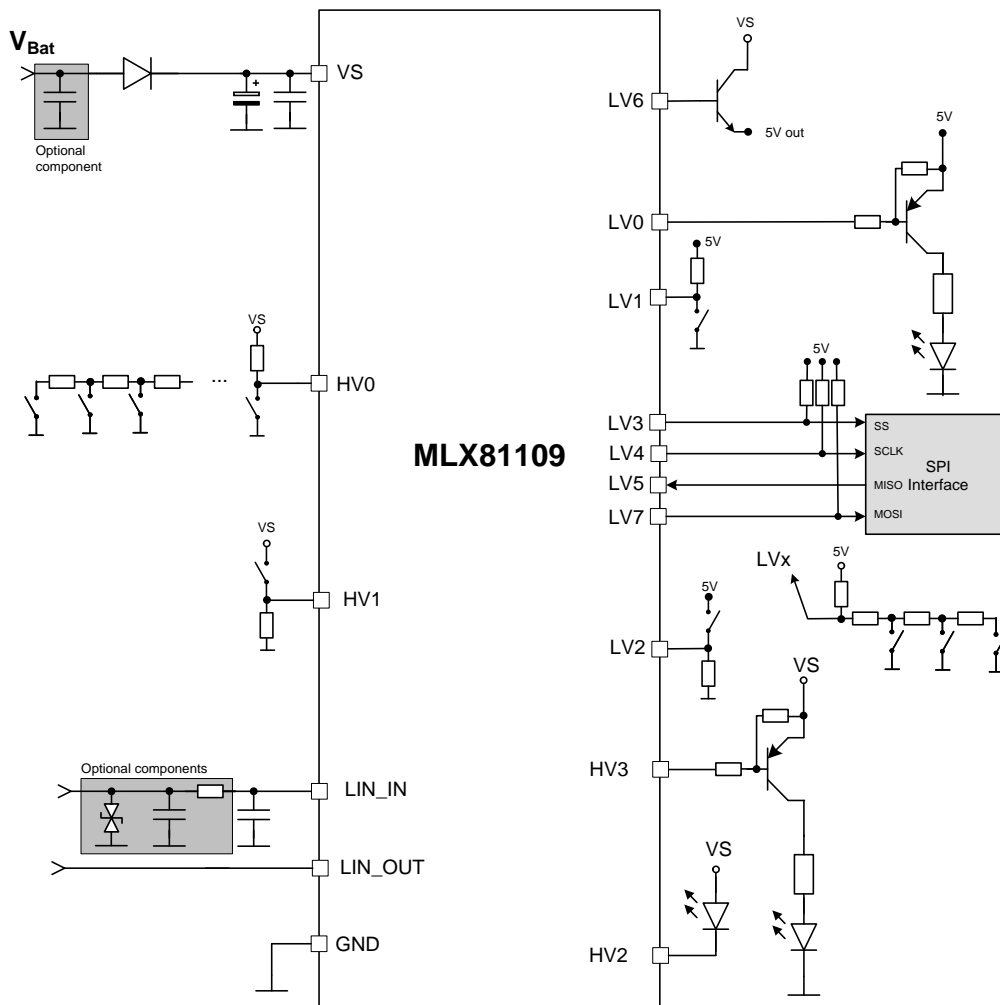 VBat
VS
Optional
component
VS
LV6
5V out
5V
LV0
5V
LV1
VS
...
HV0
5V
LV3
LV4
LV5
LV7
SS
SCLK
MISO
MOSI
SPI
Interface
MLX81109
VS
HV1
5V
LV2
LVx
5V
VS
HV3
Optional components
LIN_IN
LIN_OUT
VS
GND
HV2